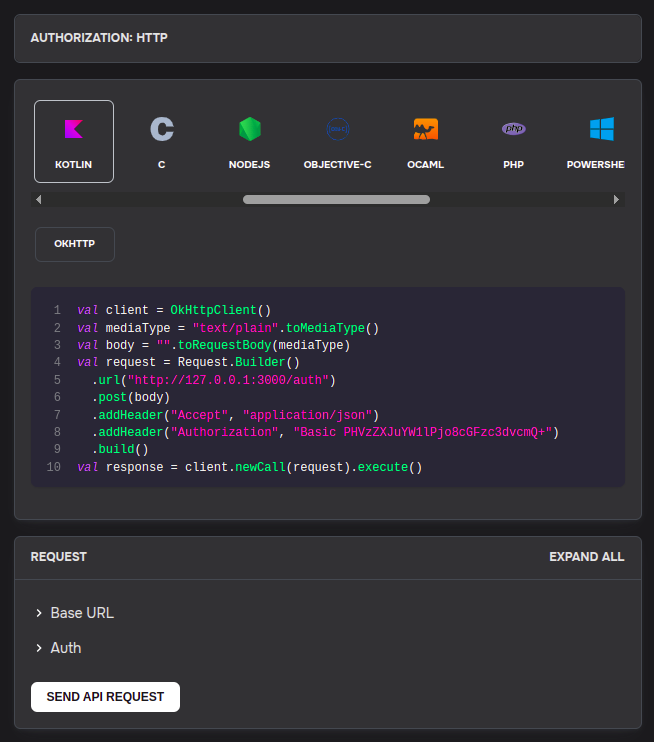 AUTHORIZATION: HTTP
KOTLIN C NODEJS OBJECTIVE-C OCAML PHP POWERSHE
OKHTTP
1 val client = OkHttpClient()
2 val mediaType = "text/plain".toMediaType()
3 val body = "".toRequestBody(mediaType)
4 val request = Request.Builder()
5 .url("http://127.0.0.1:3000/auth")
6 .post(body)
7 .addHeader("Accept", "application/json")
8 .addHeader("Authorization", "Basic PHVzZXJuYW1lPjo8cGFzc3dvcmQ+")
9 .build()
10 val response = client.newCall(request).execute()
REQUEST EXPAND ALL
Base URL
Auth
SEND API REQUEST